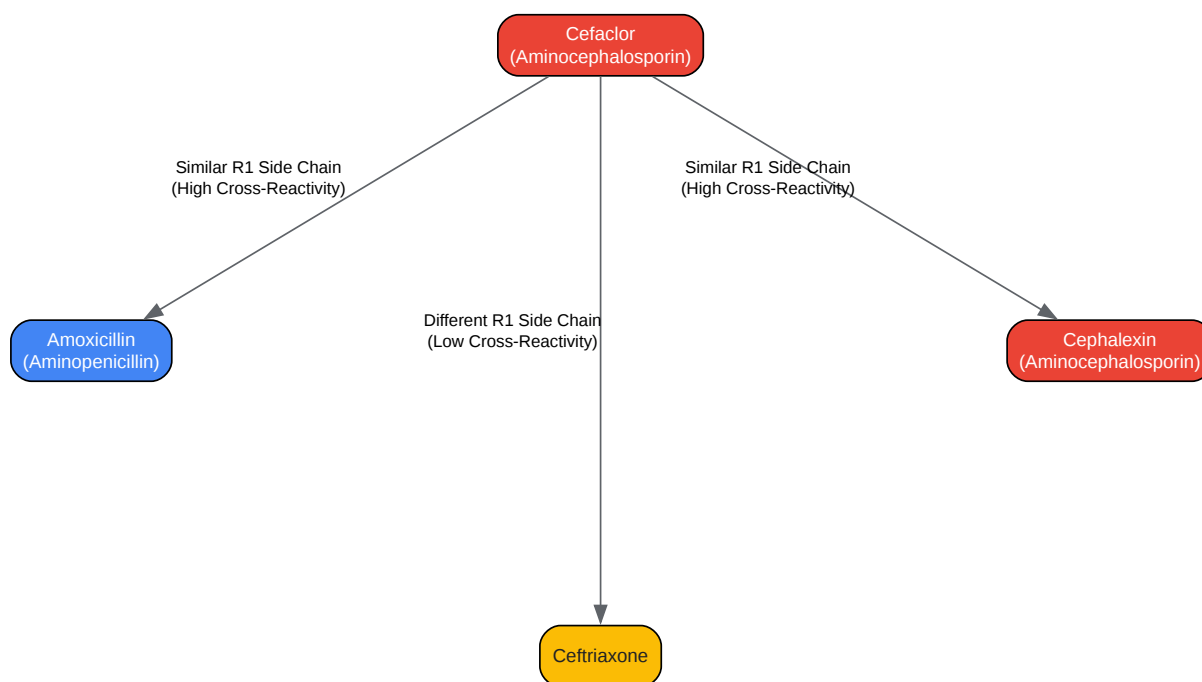 Cefaclor
(Aminocephalosporin)
Similar R1 Side Chain
(High Cross-Reactivity)
Similar R1 Side Chain
(High Cross-Reactivity)
Different R1 Side Chain
(Low Cross-Reactivity)
Amoxicillin
(Aminopenicillin)
Cephalexin
(Aminocephalosporin)
Ceftriaxone